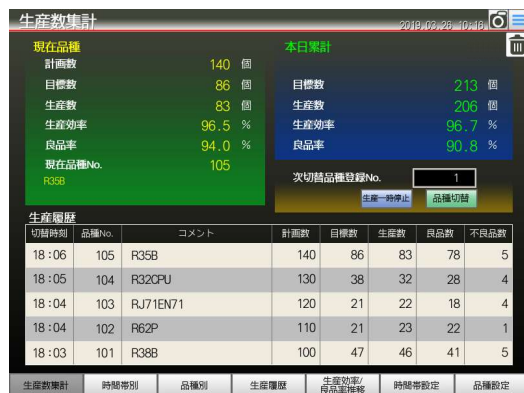 生産数集計 2019.03.26 10:16
現在品種
計画数 140 個
目標数 86 個
生産数 83 個
生産効率 96.5 %
良品率 94.0 %
現在品種No. 105
R35B
本日累計
目標数 213 個
生産数 206 個
生産効率 96.7 %
良品率 90.8 %
次切替品種登録No. 1
生産一時停止 品種切替
生産履歴
切替時刻 品種No. コメント 計画数 目標数 生産数 良品数 不良品数
18:06 105 R35B 140 86 83 78 5
18:05 104 R32CPU 130 38 32 28 4
18:04 103 RJ71EN71 120 21 22 18 4
18:04 102 R62P 110 21 23 22 1
18:03 101 R38B 100 47 46 41 5
生産数集計 時間帯別 品種別 生産履歴 生産効率/良品率推移 時間帯設定 品種設定